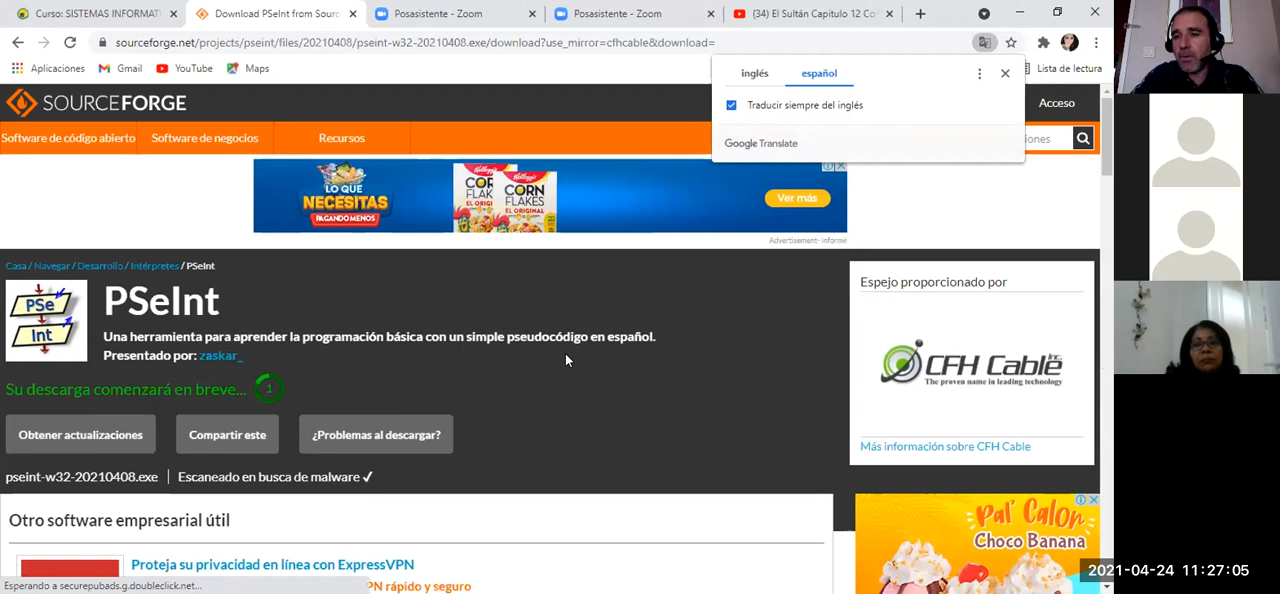 Curso: SISTEMAS INFORMAT
Download PSeInt from Sourc
Posasistente - Zoom
Posasistente - Zoom
(34) El Sultán Capitulo 12 Co
sourceforge.net/projects/pseint/files/20210408/pseint-w32-20210408.exe/download?use_mirror=cfhcable&download=
Aplicaciones
Gmail
YouTube
Maps
Lista de lectura
inglés
español
Traducir siempre del inglés
Google Translate
SOURCEFORGE
Acceso
Software de código abierto
Software de negocios
Recursos
iones
LO QUE
NECESITAS
PAGANDO MENOS
Kellogg's
CORN
FLAKES
EL ORIGINAL
Ver más
Advertisement- Informe
Casa / Navegar / Desarrollo / Intérpretes / PSeInt
PSe
Int
PSeInt
Una herramienta para aprender la programación básica con un simple pseudocódigo en español.
Presentado por: zaskar_
Su descarga comenzará en breve... 1
Obtener actualizaciones
Compartir este
¿Problemas al descargar?
pseint-w32-20210408.exe
Escaneado en busca de malware ✓
Espejo proporcionado por
CFH Cable Inc
The proven name in leading technology
Más información sobre CFH Cable
Otro software empresarial útil
Proteja su privacidad en línea con ExpressVPN
PN rápido y seguro
Esperando a securepubads.g.doubleclick.net...
Pal' Calor
Choco Banana
2021-04-24 11:27:05